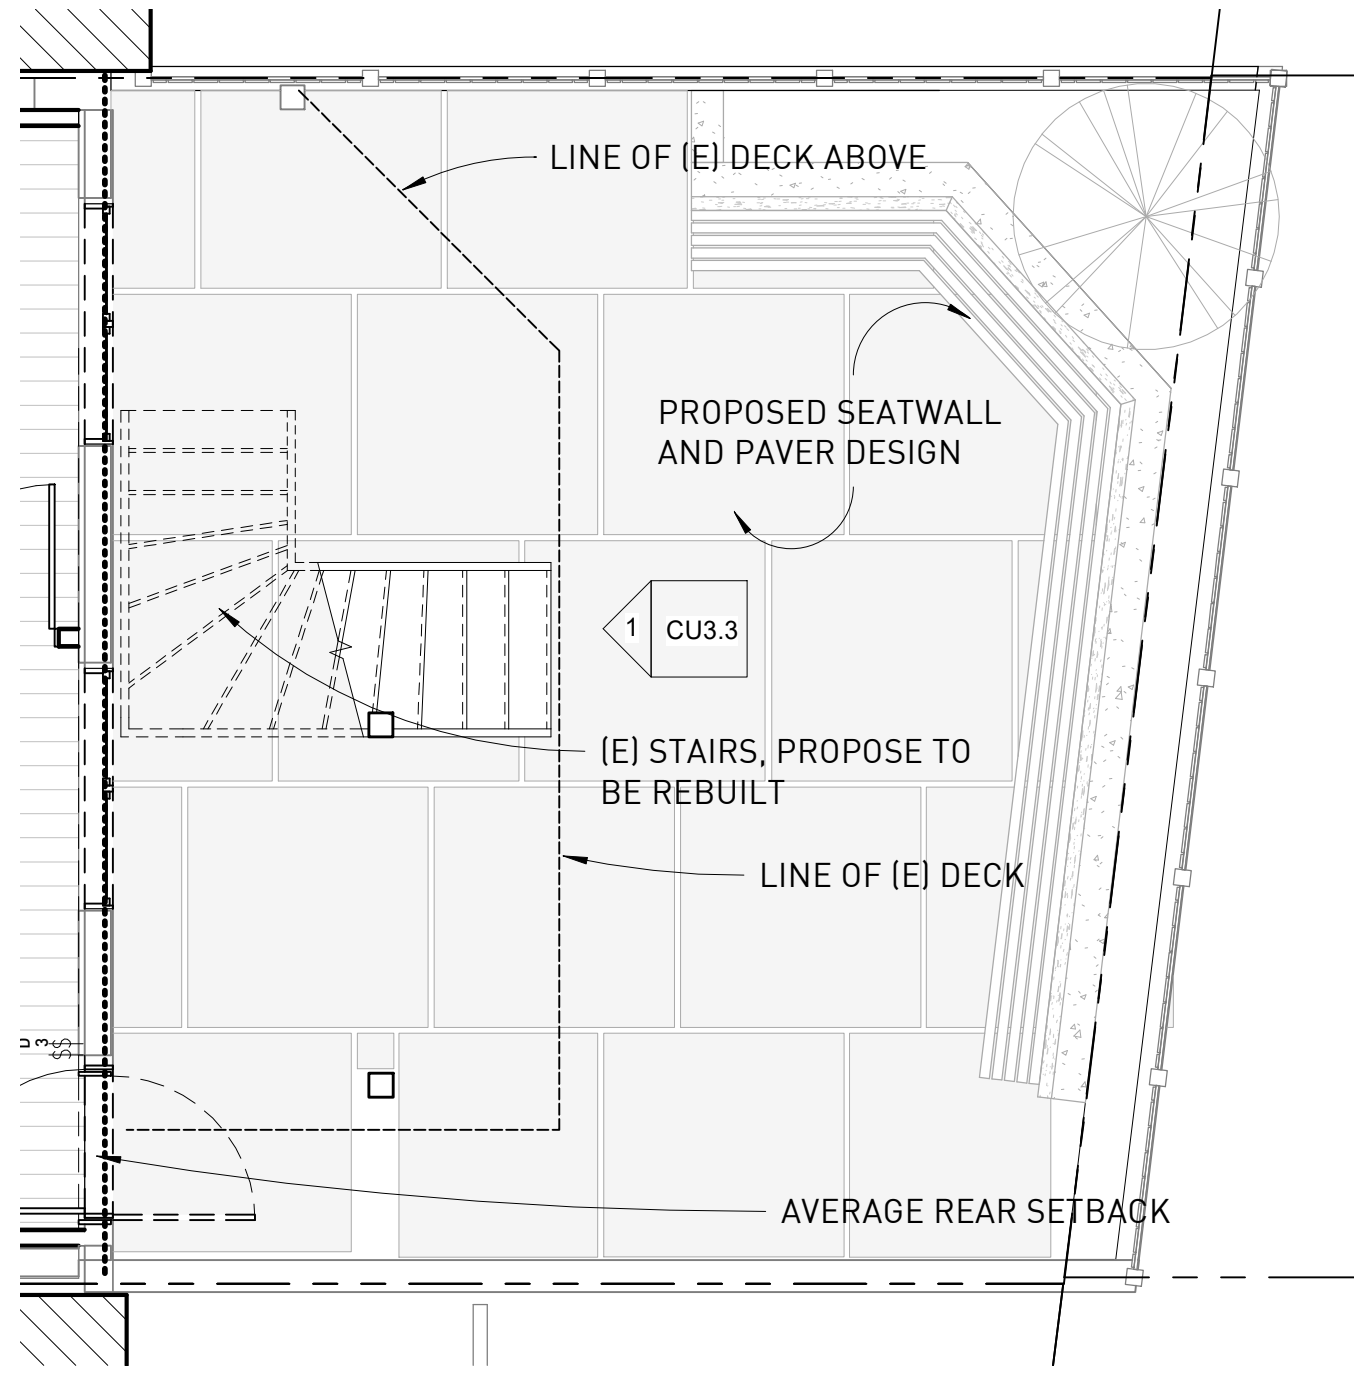 LINE OF (E) DECK ABOVE
PROPOSED SEATWALL
AND PAVER DESIGN
1
CU3.3
(E) STAIRS, PROPOSE TO
BE REBUILT
LINE OF (E) DECK
3
$$
AVERAGE REAR SETBACK